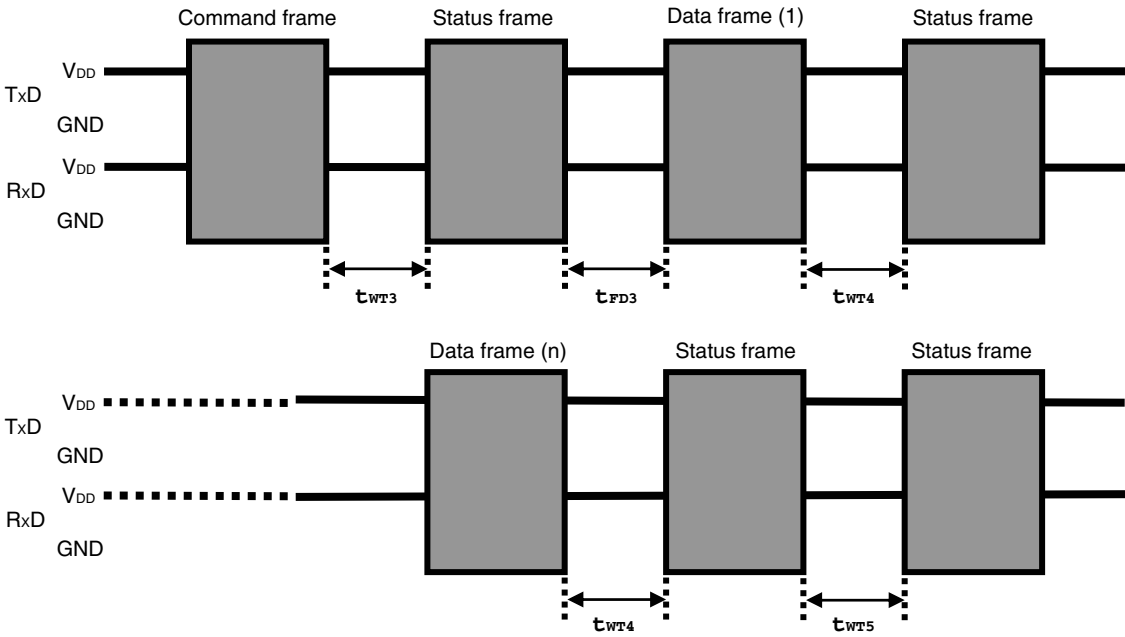 Command frame Status frame Data frame (1) Status frame
VDD
TxD
GND
VDD
RxD
GND
tWT3 tFD3 tWT4
Data frame (n) Status frame Status frame
VDD
TxD
GND
VDD
RxD
GND
tWT4 tWT5